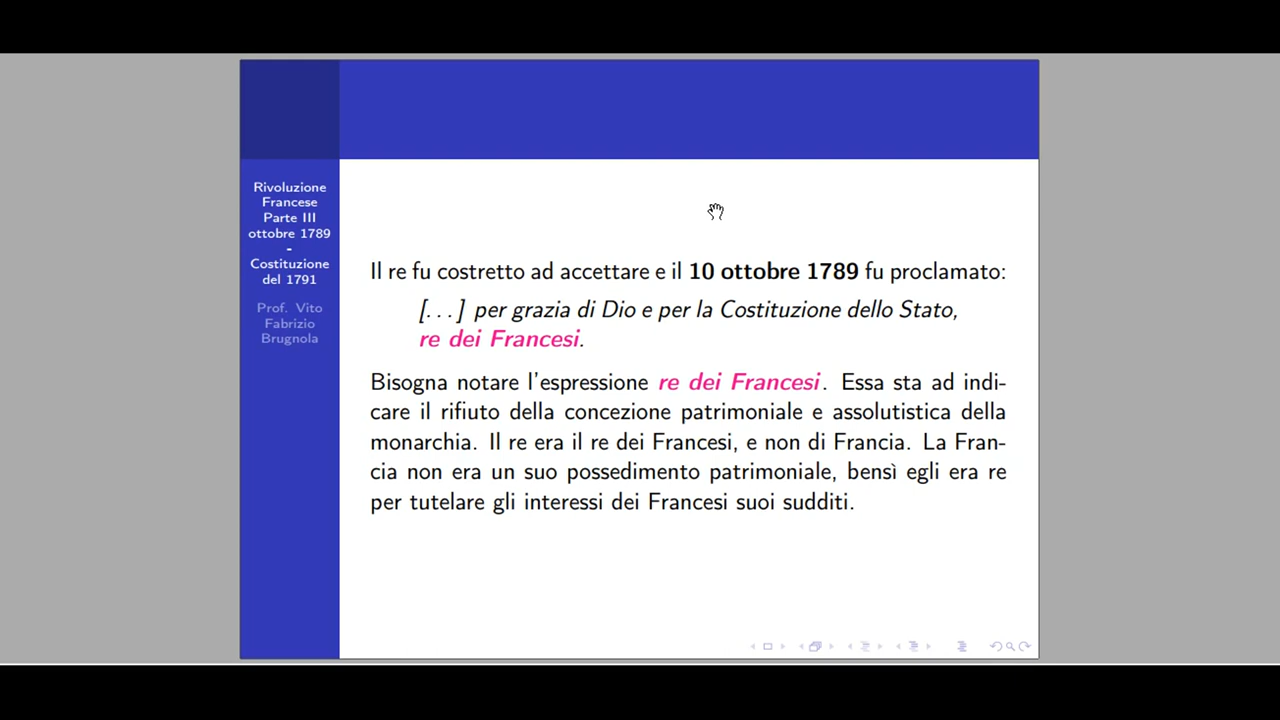 Rivoluzione
Francese
Parte III
ottobre 1789
-
Costituzione
del 1791
Prof. Vito
Fabrizio
Brugnola
Il re fu costretto ad accettare e il 10 ottobre 1789 fu proclamato:
[...] per grazia di Dio e per la Costituzione dello Stato,
re dei Francesi.
Bisogna notare l'espressione re dei Francesi. Essa sta ad indi-
care il rifiuto della concezione patrimoniale e assolutistica della
monarchia. Il re era il re dei Francesi, e non di Francia. La Fran-
cia non era un suo possedimento patrimoniale, bensì egli era re
per tutelare gli interessi dei Francesi suoi sudditi.